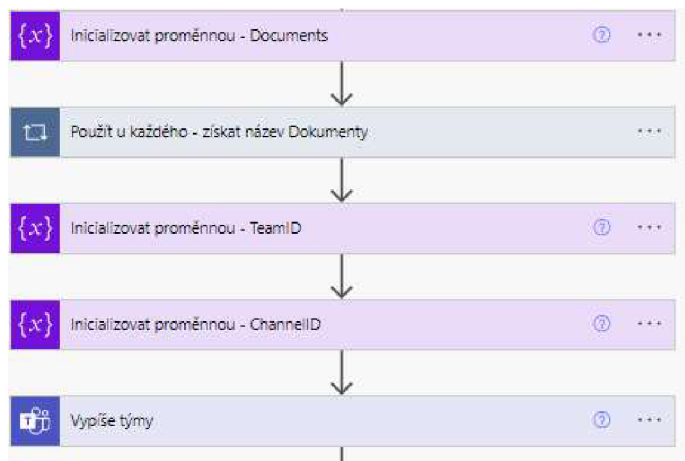 {x} Inicializovat proměnnou - Documents ? ...
Použít u každého - získat název Dokumenty ...
{x} Inicializovat proměnnou - TeamID ? ...
{x} Inicializovat proměnnou - ChannelID ? ...
T Vypíše týmy ? ...